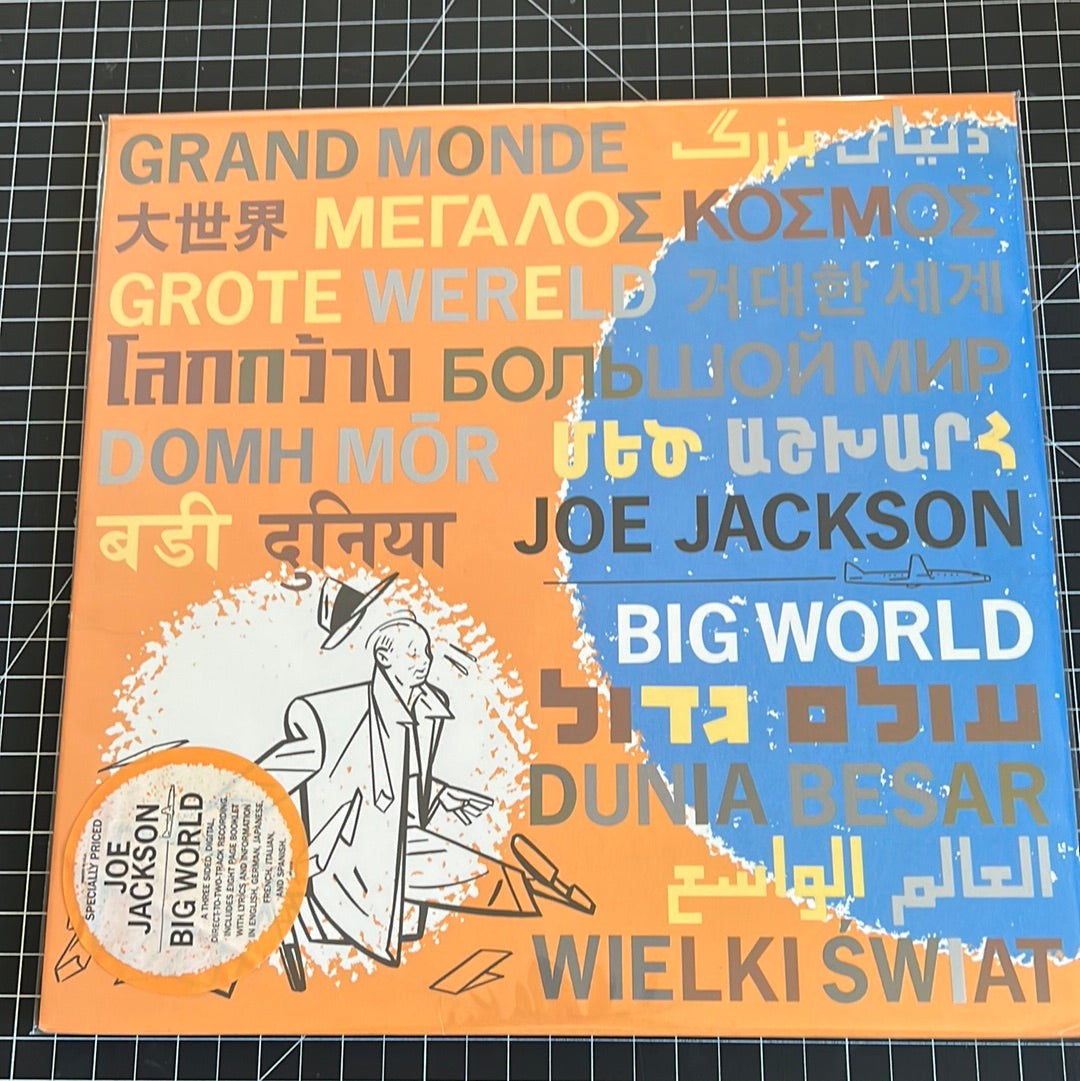 GRAND MONDE دنیای بزرگ
大世界 ΜΕΓΑΛΟΣ ΚΟΣΜΟΣ
GROTE WERELD 거대한 세계
โลกกว้าง БОЛЬШОЙ МИР
DOMH MŌR ՄԵԾ ԱՇԽԱՐՀ
बडी दुनिया JOE JACKSON
BIG WORLD
עולם גדול
DUNIA BESAR
العالم الواسع
WIELKI ŚWIAT
SPECIALLY PRICED
JOE
JACKSON
BIG WORLD
A THREE SIDED, DIGITAL,
DIRECT-TO-TWO-TRACK RECORDING.
INCLUDES EIGHT PAGE BOOKLET
WITH LYRICS AND INFORMATION
IN ENGLISH, GERMAN, JAPANESE,
FRENCH, ITALIAN,
AND SPANISH.